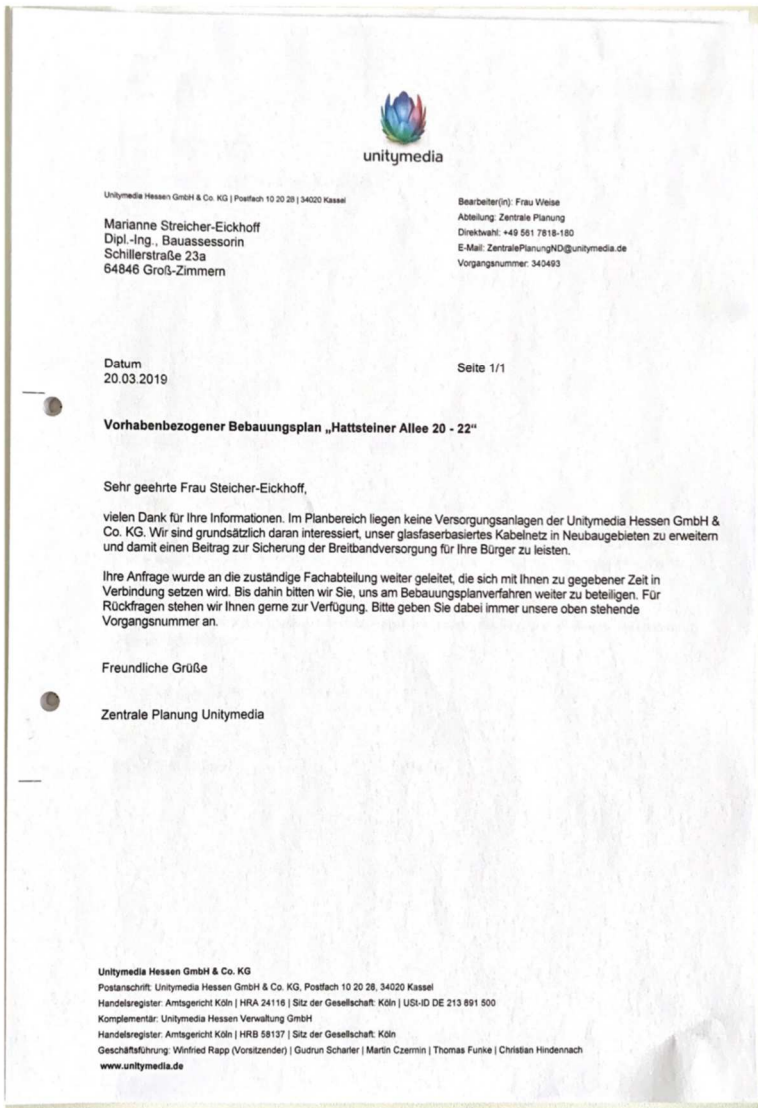 unitymedia
Unitymedia Hessen GmbH & Co. KG | Postfach 10 20 28 | 34020 Kassel
Marianne Streicher-Eickhoff
Dipl.-Ing., Bauassessorin
Schillerstraße 23a
64846 Groß-Zimmern
Bearbeiter(in): Frau Weise
Abteilung: Zentrale Planung
Direktwahl: +49 561 7818-180
E-Mail: ZentralePlanungND@unitymedia.de
Vorgangsnummer: 340493
Datum
20.03.2019
Seite 1/1
Vorhabenbezogener Bebauungsplan „Hattsteiner Allee 20 - 22“
Sehr geehrte Frau Steicher-Eickhoff,
vielen Dank für Ihre Informationen. Im Planbereich liegen keine Versorgungsanlagen der Unitymedia Hessen GmbH &
Co. KG. Wir sind grundsätzlich daran interessiert, unser glasfaserbasiertes Kabelnetz in Neubaugebieten zu erweitern
und damit einen Beitrag zur Sicherung der Breitbandversorgung für Ihre Bürger zu leisten.
Ihre Anfrage wurde an die zuständige Fachabteilung weiter geleitet, die sich mit Ihnen zu gegebener Zeit in
Verbindung setzen wird. Bis dahin bitten wir Sie, uns am Bebauungsplanverfahren weiter zu beteiligen. Für
Rückfragen stehen wir Ihnen gerne zur Verfügung. Bitte geben Sie dabei immer unsere oben stehende
Vorgangsnummer an.
Freundliche Grüße
Zentrale Planung Unitymedia
Unitymedia Hessen GmbH & Co. KG
Postanschrift: Unitymedia Hessen GmbH & Co. KG, Postfach 10 20 28, 34020 Kassel
Handelsregister: Amtsgericht Köln | HRA 24116 | Sitz der Gesellschaft: Köln | USt-ID DE 213 891 500
Komplementär: Unitymedia Hessen Verwaltung GmbH
Handelsregister: Amtsgericht Köln | HRB 58137 | Sitz der Gesellschaft: Köln
Geschäftsführung: Winfried Rapp (Vorsitzender) | Gudrun Scharler | Martin Czermin | Thomas Funke | Christian Hindennach
www.unitymedia.de